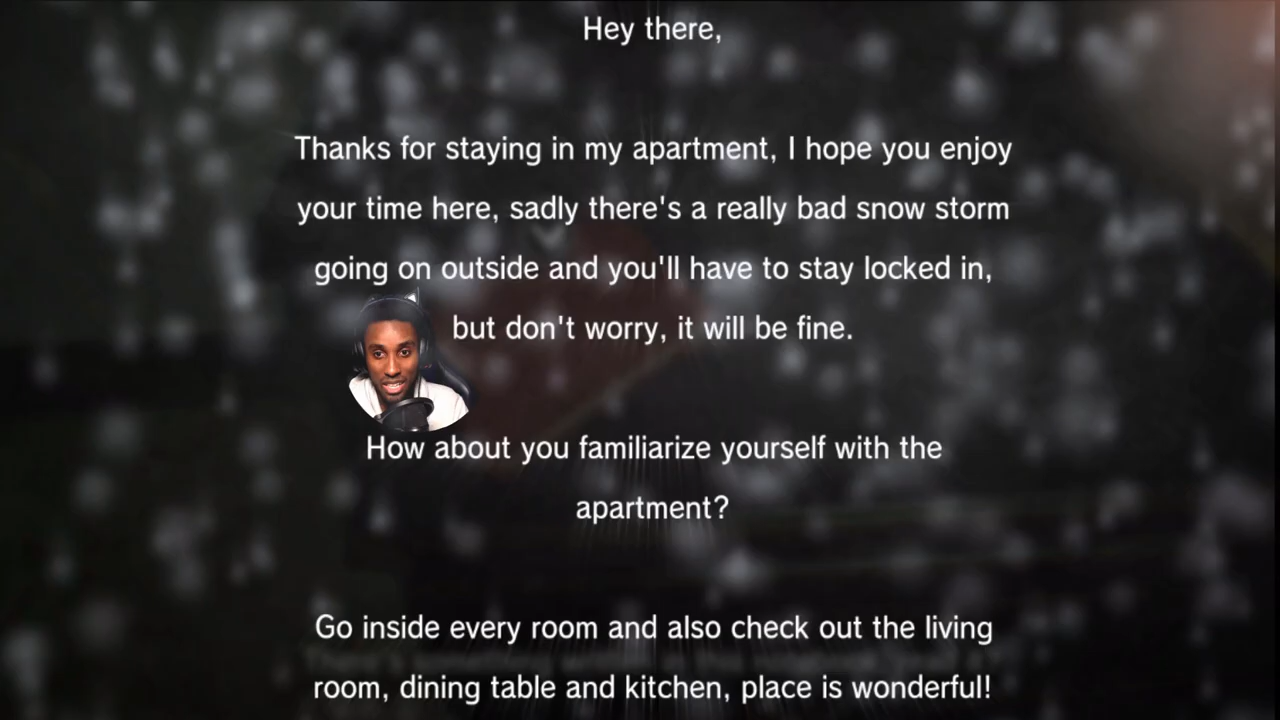 Hey there,
Thanks for staying in my apartment, I hope you enjoy
your time here, sadly there's a really bad snow storm
going on outside and you'll have to stay locked in,
but don't worry, it will be fine.
How about you familiarize yourself with the
apartment?
Go inside every room and also check out the living
room, dining table and kitchen, place is wonderful!